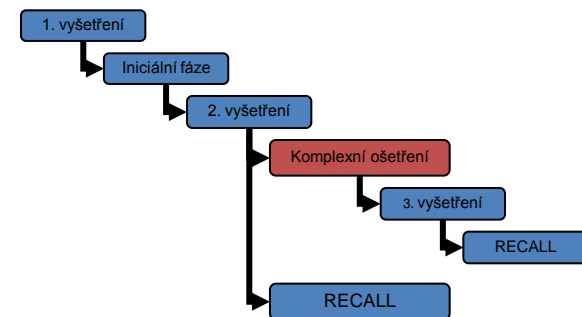 1. vyšetření
Iniciální fáze
2. vyšetření
Komplexní ošetření
3. vyšetření
RECALL
RECALL